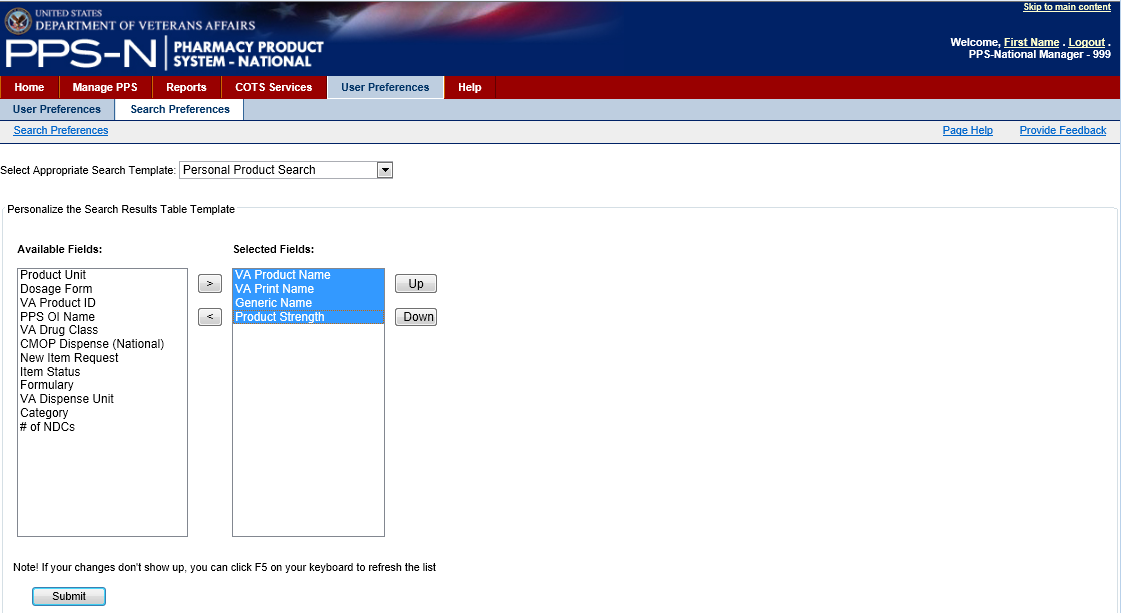 Skip to main content
UNITED STATES
DEPARTMENT OF VETERANS AFFAIRS
PPS-N PHARMACY PRODUCT
SYSTEM - NATIONAL
Welcome, First Name . Logout .
PPS-National Manager - 999
Home Manage PPS Reports COTS Services User Preferences Help
User Preferences Search Preferences
Search Preferences Page Help Provide Feedback
Select Appropriate Search Template: Personal Product Search
Personalize the Search Results Table Template
Available Fields: Selected Fields:
Product Unit
Dosage Form
VA Product ID
PPS OI Name
VA Drug Class
CMOP Dispense (National)
New Item Request
Item Status
Formulary
VA Dispense Unit
Category
# of NDCs
>
<
VA Product Name
VA Print Name
Generic Name
Product Strength
Up
Down
Note! If your changes don't show up, you can click F5 on your keyboard to refresh the list
Submit